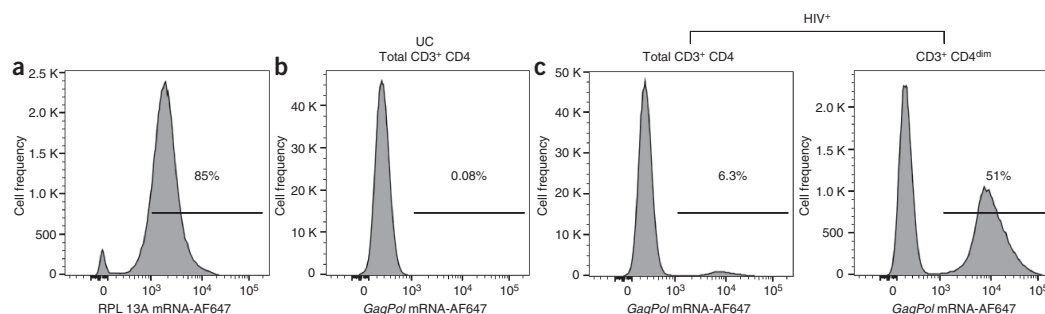 HIV⁺
UC
Total CD3⁺ CD4
Total CD3⁺ CD4
CD3⁺ CD4ᵈⁱᵐ
a
2.5 K
2.0 K
1.5 K
1.0 K
500
0
Cell frequency
85%
0 10³ 10⁴ 10⁵
RPL 13A mRNA-AF647
b
40 K
30 K
20 K
10 K
0
Cell frequency
0.08%
0 10³ 10⁴ 10⁵
GagPol mRNA-AF647
c
50 K
40 K
30 K
20 K
10 K
0
Cell frequency
6.3%
0 10³ 10⁴ 10⁵
GagPol mRNA-AF647
2.0 K
1.5 K
1.0 K
500
0
Cell frequency
51%
0 10³ 10⁴ 10⁵
GagPol mRNA-AF647